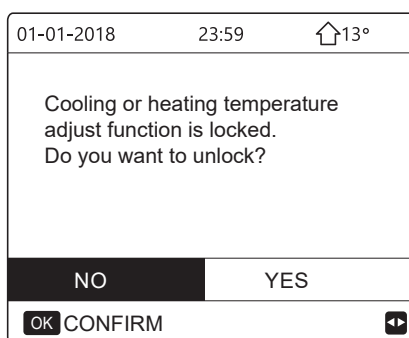 01-01-2018 23:59 13°
Cooling or heating temperature
adjust function is locked.
Do you want to unlock?
NO YES
OK CONFIRM